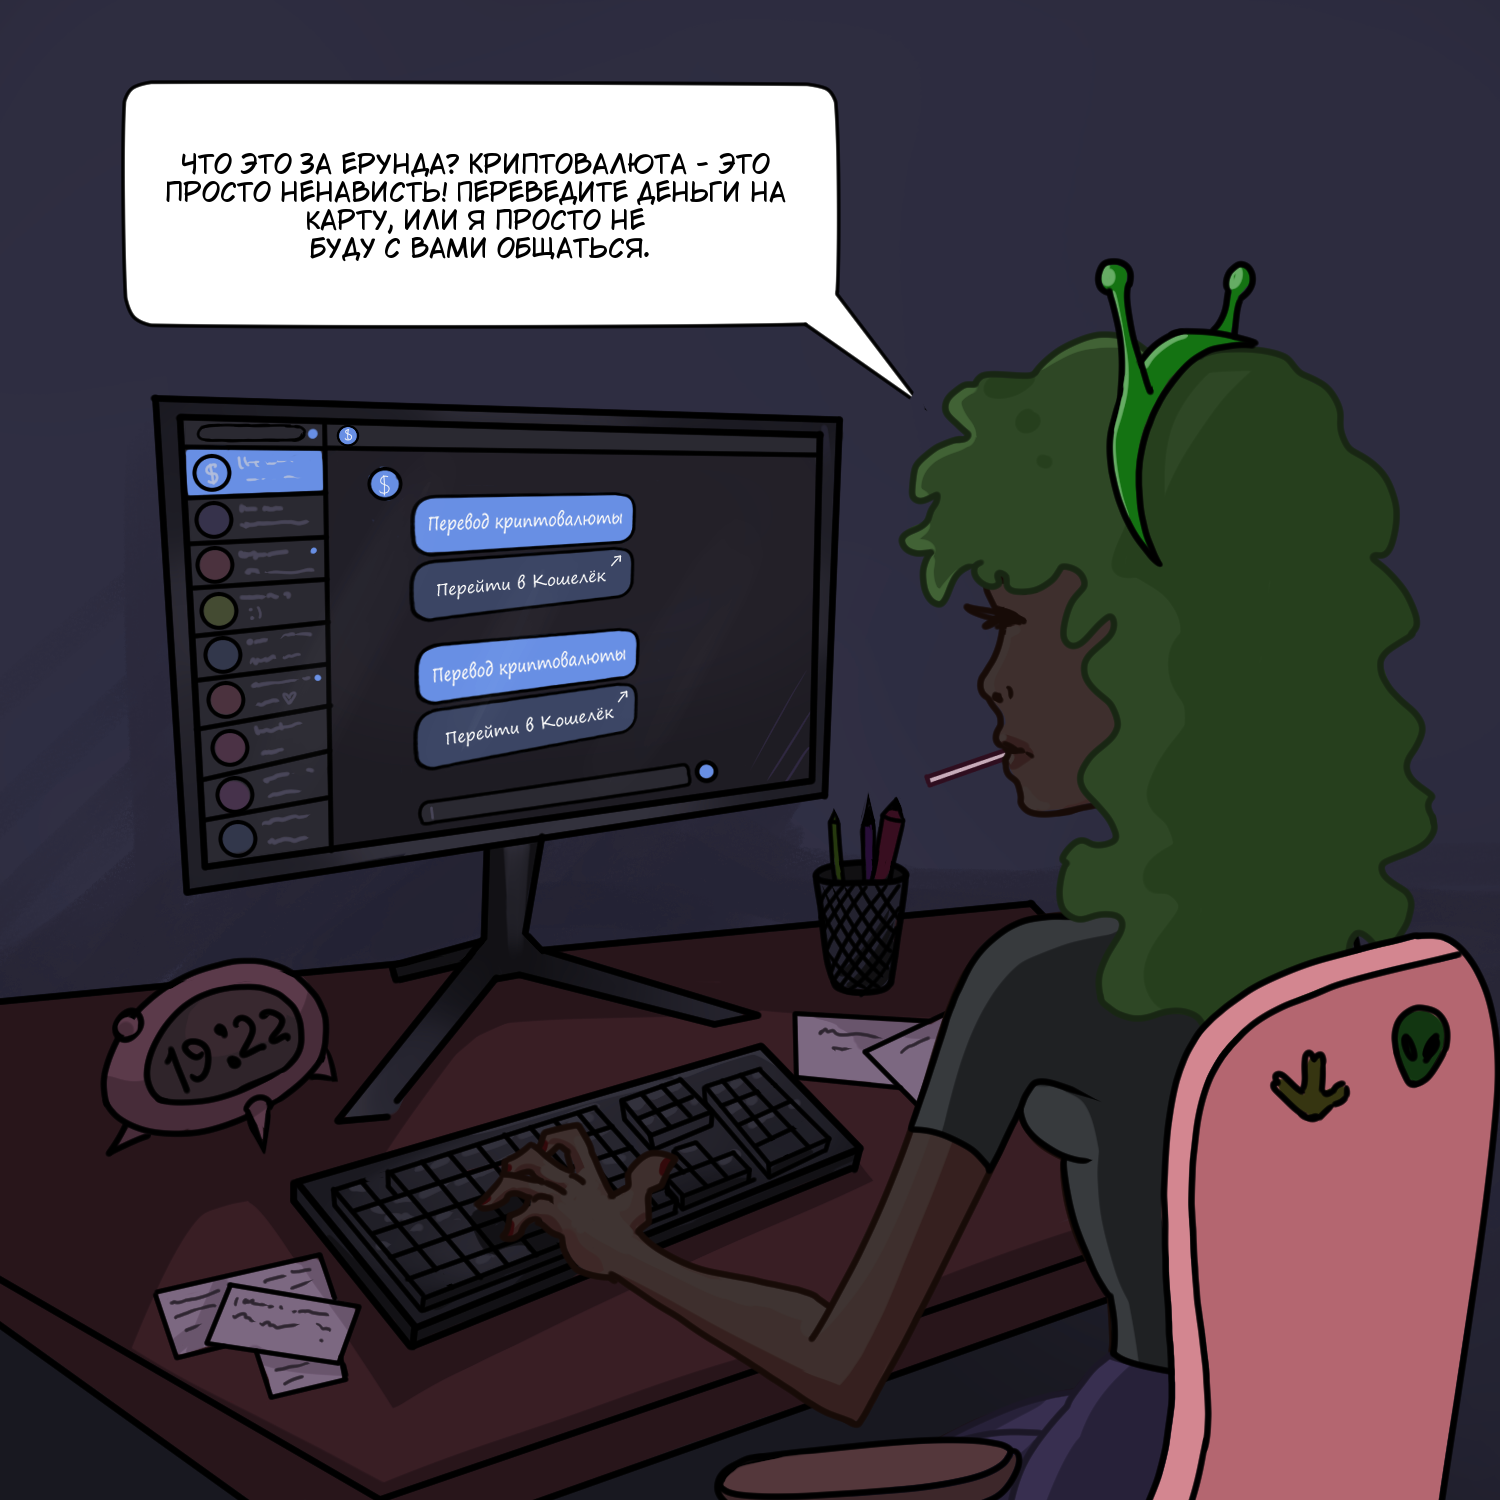 ЧТО ЭТО ЗА ЕРУНДА? КРИПТОВАЛЮТА - ЭТО
ПРОСТО НЕНАВИСТЬ! ПЕРЕВЕДИТЕ ДЕНЬГИ НА
КАРТУ, ИЛИ Я ПРОСТО НЕ
БУДУ С ВАМИ ОБЩАТЬСЯ.
$
$
$
Перевод криптовалюты
Перейти в Кошелёк
:)
Перевод криптовалюты
Перейти в Кошелёк
19:22